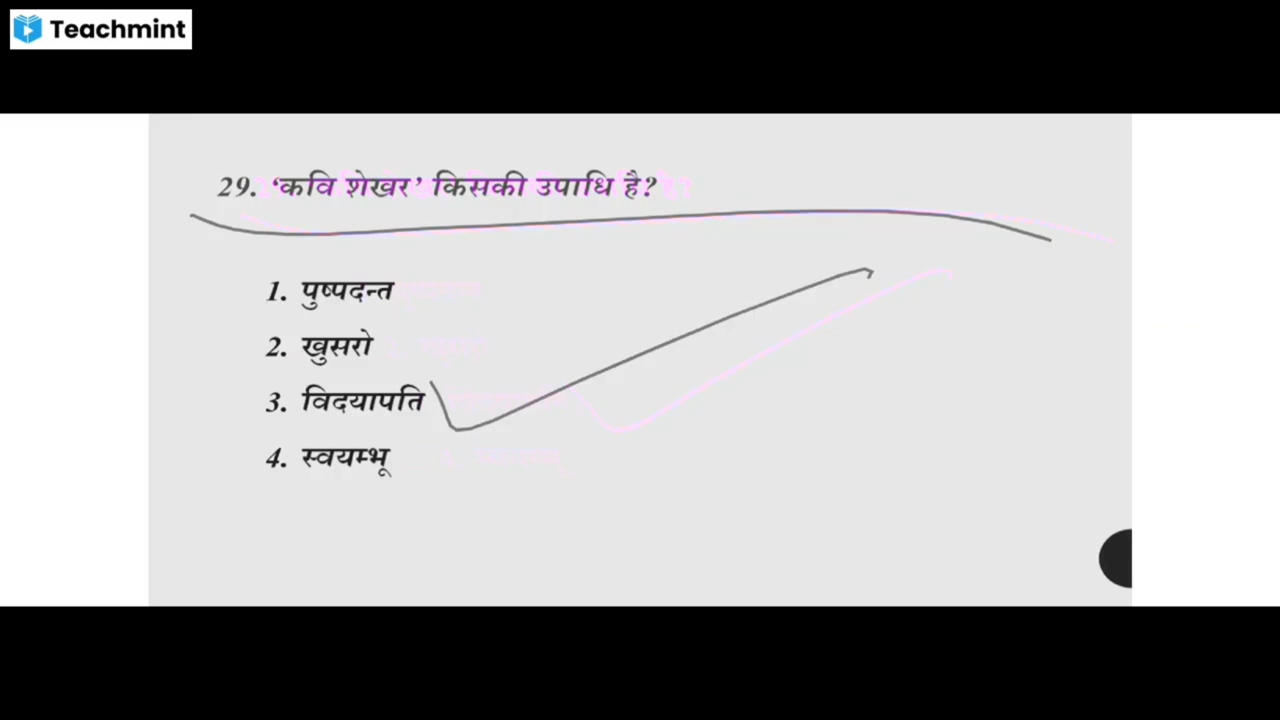 Teachmint
29. ‘कवि शेखर’ किसकी उपाधि है?
1. पुष्पदन्त
2. खुसरो
3. विदयापति
4. स्वयम्भू